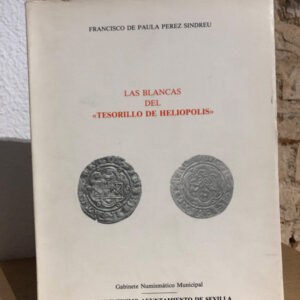 FRANCISCO DE PAULA PEREZ SINDREU
LAS BLANCAS
DEL
«TESORILLO DE HELIOPOLIS»
Gabinete Numismático Municipal
AYUNTAMIENTO DE SEVILLA